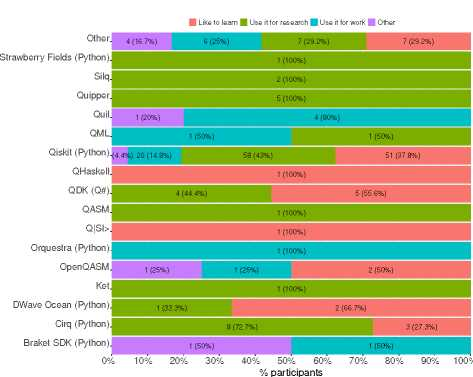 Like to learn Use it for research Use it for work Other
Other 4 (16.7%) 6 (25%) 7 (29.2%) 7 (29.2%)
Strawberry Fields (Python) 1 (100%)
Silq 2 (100%)
Quipper 5 (100%)
Quil 1 (20%) 4 (80%)
QML 1 (50%) 1 (50%)
Qiskit (Python) (4.4%) 20 (14.8%) 58 (43%) 51 (37.8%)
QHaskell 1 (100%)
QDK (Q#) 4 (44.4%) 5 (55.6%)
QASM 1 (100%)
Q|SI> 1 (100%)
Orquestra (Python) 1 (100%)
OpenQASM 1 (25%) 1 (25%) 2 (50%)
Ket 1 (100%)
DWave Ocean (Python) 1 (33.3%) 2 (66.7%)
Cirq (Python) 8 (72.7%) 3 (27.3%)
Braket SDK (Python) 1 (50%) 1 (50%)
0% 10% 20% 30% 40% 50% 60% 70% 80% 90% 100%
% participants